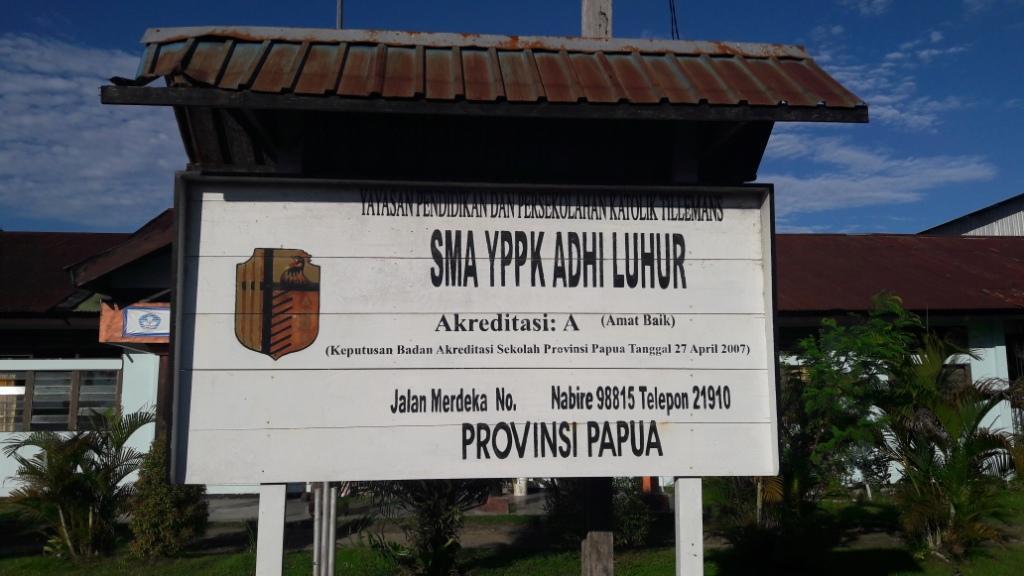 YAYASAN PENDIDIKAN DAN PERSEKOLAHAN KATOLIK TILLEMANS
SMA YPPK ADHI LUHUR
Akreditasi: A (Amat Baik)
(Keputusan Badan Akreditasi Sekolah Provinsi Papua Tanggal 27 April 2007)
Jalan Merdeka No. Nabire 98815 Telepon 21910
PROVINSI PAPUA